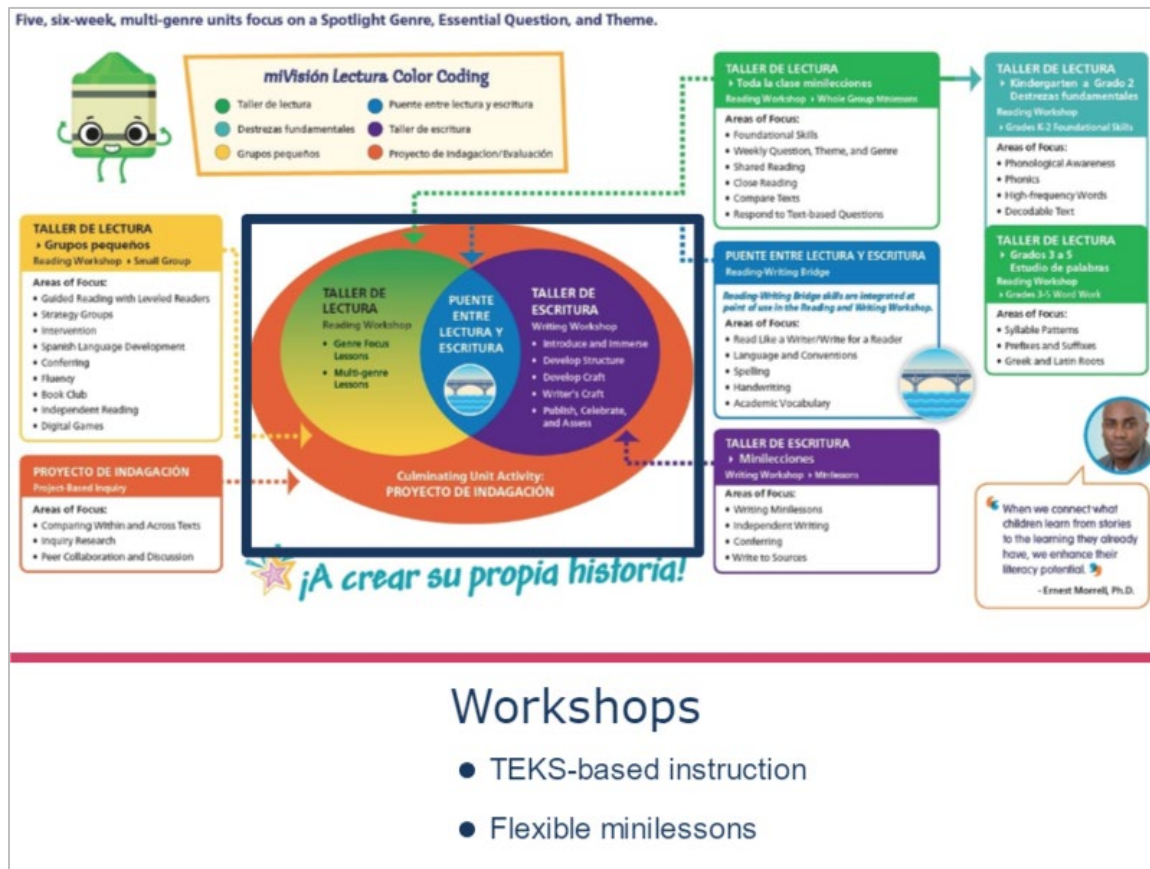 Five, six-week, multi-genre units focus on a Spotlight Genre, Essential Question, and Theme.
miVisión Lectura Color Coding
Taller de lectura
Destrezas fundamentales
Grupos pequeños
Puente entre lectura y escritura
Taller de escritura
Proyecto de Indagacion/Evaluación
TALLER DE LECTURA
▸ Toda la clase minilecciones
Reading Workshop ▸ Whole Group Minilessons
Areas of Focus:
• Foundational Skills
• Weekly Question, Theme, and Genre
• Shared Reading
• Close Reading
• Compare Texts
• Respond to Text-based Questions
TALLER DE LECTURA
▸ Kindergarten a Grado 2
Destrezas fundamentales
Reading Workshop
▸ Grades K-2 Foundational Skills
Areas of Focus:
• Phonological Awareness
• Phonics
• High-frequency Words
• Decodable Text
TALLER DE LECTURA
▸ Grados 3 a 5
Estudio de palabras
Reading Workshop
▸ Grades 3-5 Word Work
Areas of Focus:
• Syllable Patterns
• Prefixes and Suffixes
• Greek and Latin Roots
TALLER DE LECTURA
▸ Grupos pequeños
Reading Workshop ▸ Small Group
Areas of Focus:
• Guided Reading with Leveled Readers
• Strategy Groups
• Intervention
• Spanish Language Development
• Conferring
• Fluency
• Book Club
• Independent Reading
• Digital Games
PROYECTO DE INDAGACIÓN
Project-Based Inquiry
Areas of Focus:
• Comparing Within and Across Texts
• Inquiry Research
• Peer Collaboration and Discussion
TALLER DE
LECTURA
Reading Workshop
• Genre Focus
Lessons
• Multi-genre
Lessons
PUENTE
ENTRE
LECTURA Y
ESCRITURA
TALLER DE
ESCRITURA
Writing Workshop
• Introduce and Immerse
• Develop Structure
• Develop Craft
• Writer's Craft
• Publish, Celebrate,
and Assess
Culminating Unit Activity:
PROYECTO DE INDAGACIÓN
¡A crear su propia historia!
PUENTE ENTRE LECTURA Y ESCRITURA
Reading-Writing Bridge
Reading-Writing Bridge skills are integrated at
point of use in the Reading and Writing Workshop.
Areas of Focus:
• Read Like a Writer/Write for a Reader
• Language and Conventions
• Spelling
• Handwriting
• Academic Vocabulary
TALLER DE ESCRITURA
▸ Minilecciones
Writing Workshop ▸ Minilessons
Areas of Focus:
• Writing Minilessons
• Independent Writing
• Conferring
• Write to Sources
When we connect what
children learn from stories
to the learning they already
have, we enhance their
literacy potential.
- Ernest Morrell, Ph.D.
Workshops
• TEKS-based instruction
• Flexible minilessons